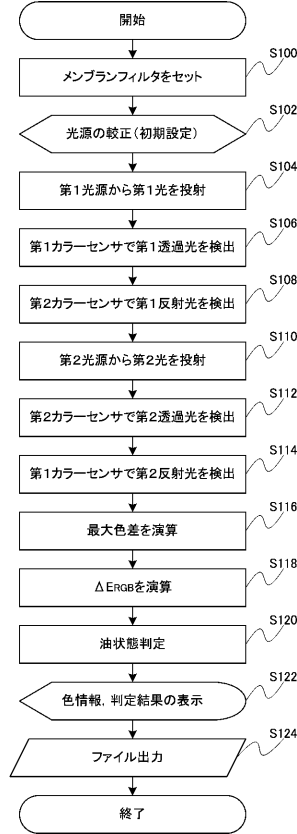 開始
メンブランフィルタをセット
S100
光源の較正(初期設定)
S102
第1光源から第1光を投射
S104
第1カラーセンサで第1透過光を検出
S106
第2カラーセンサで第1反射光を検出
S108
第2光源から第2光を投射
S110
第2カラーセンサで第2透過光を検出
S112
第1カラーセンサで第2反射光を検出
S114
最大色差を演算
S116
ΔERGBを演算
S118
油状態判定
S120
色情報，判定結果の表示
S122
ファイル出力
S124
終了